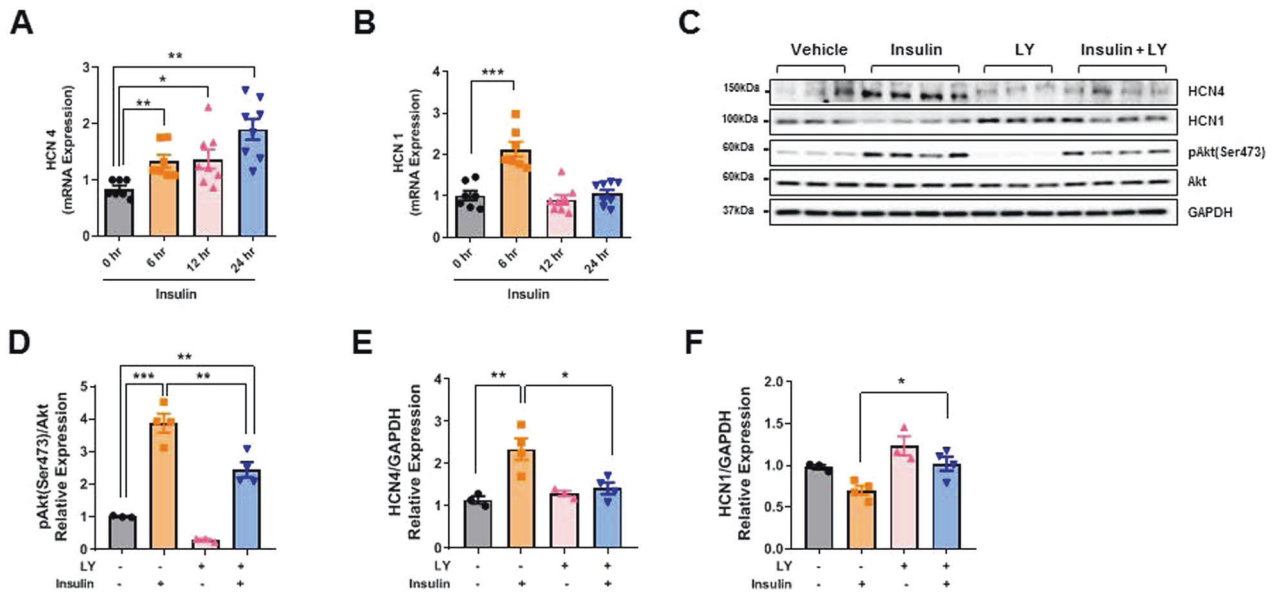 A
HCN 4
(mRNA Expression)
3
2
1
0
**
*
**
0 hr
6 hr
12 hr
24 hr
Insulin
B
HCN 1
(mRNA Expression)
4
3
2
1
0
***
0 hr
6 hr
12 hr
24 hr
Insulin
C
Vehicle Insulin LY Insulin + LY
150kDa HCN4
100kDa HCN1
60kDa pAkt(Ser473)
60kDa Akt
37kDa GAPDH
D
pAkt(Ser473)/Akt
Relative Expression
5
4
3
2
1
0
**
*** **
LY - - + +
Insulin - + - +
E
HCN4/GAPDH
Relative Expression
4
3
2
1
0
** *
LY - - + +
Insulin - + - +
F
HCN1/GAPDH
Relative Expression
2.0
1.5
1.0
0.5
0.0
*
LY - - + +
Insulin - + - +